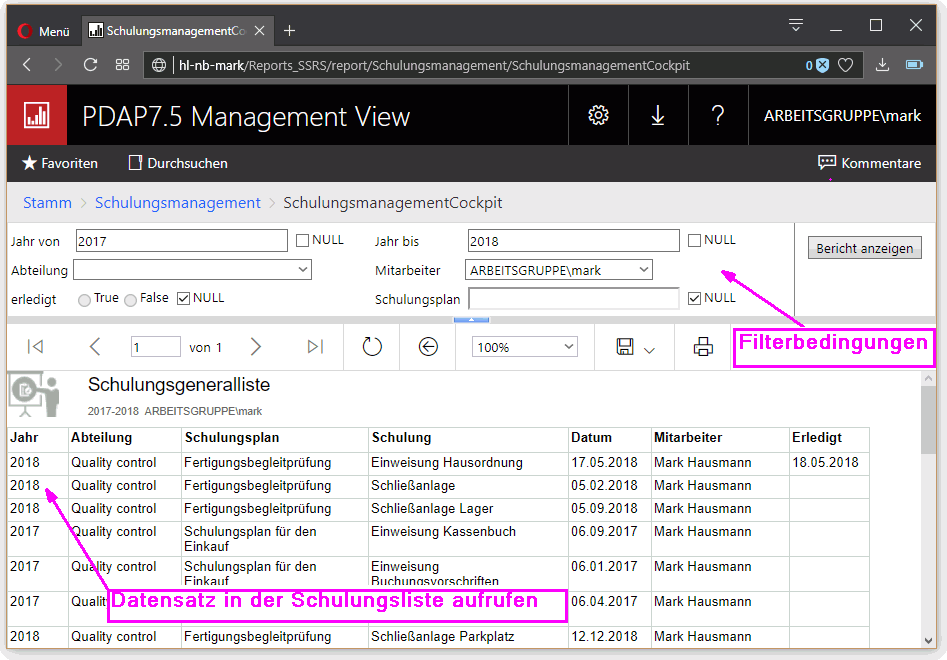 Menü
SchulungsmanagementCo
hl-nb-mark/Reports_SSRS/report/Schulungsmanagement/SchulungsmanagementCockpit
0
PDAP7.5 Management View
?
ARBEITSGRUPPE\mark
Favoriten
Durchsuchen
Kommentare
Stamm > Schulungsmanagement > SchulungsmanagementCockpit
Jahr von 2017 NULL Jahr bis 2018 NULL
Bericht anzeigen
Abteilung Mitarbeiter ARBEITSGRUPPE\mark
erledigt True False NULL Schulungsplan NULL
Filterbedingungen
1 von 1 100%
Schulungsgeneralliste
2017-2018 ARBEITSGRUPPE\mark
Jahr Abteilung Schulungsplan Schulung Datum Mitarbeiter Erledigt
2018 Quality control Fertigungsbegleitprüfung Einweisung Hausordnung 17.05.2018 Mark Hausmann 18.05.2018
2018 Quality control Fertigungsbegleitprüfung Schließanlage 05.02.2018 Mark Hausmann
2018 Quality control Fertigungsbegleitprüfung Schließanlage Lager 05.09.2018 Mark Hausmann
2017 Quality control Schulungsplan für den Einweisung Kassenbuch 06.09.2017 Mark Hausmann
Einkauf
2017 Quality control Schulungsplan für den Einweisung 06.01.2017 Mark Hausmann
Einkauf Buchungsvorschriften
2017 Quali 06.04.2017 Mark Hausmann
Datensatz in der Schulungsliste aufrufen
2018 Quality control Fertigungsbegleitprüfung Schließanlage Parkplatz 12.12.2018 Mark Hausmann